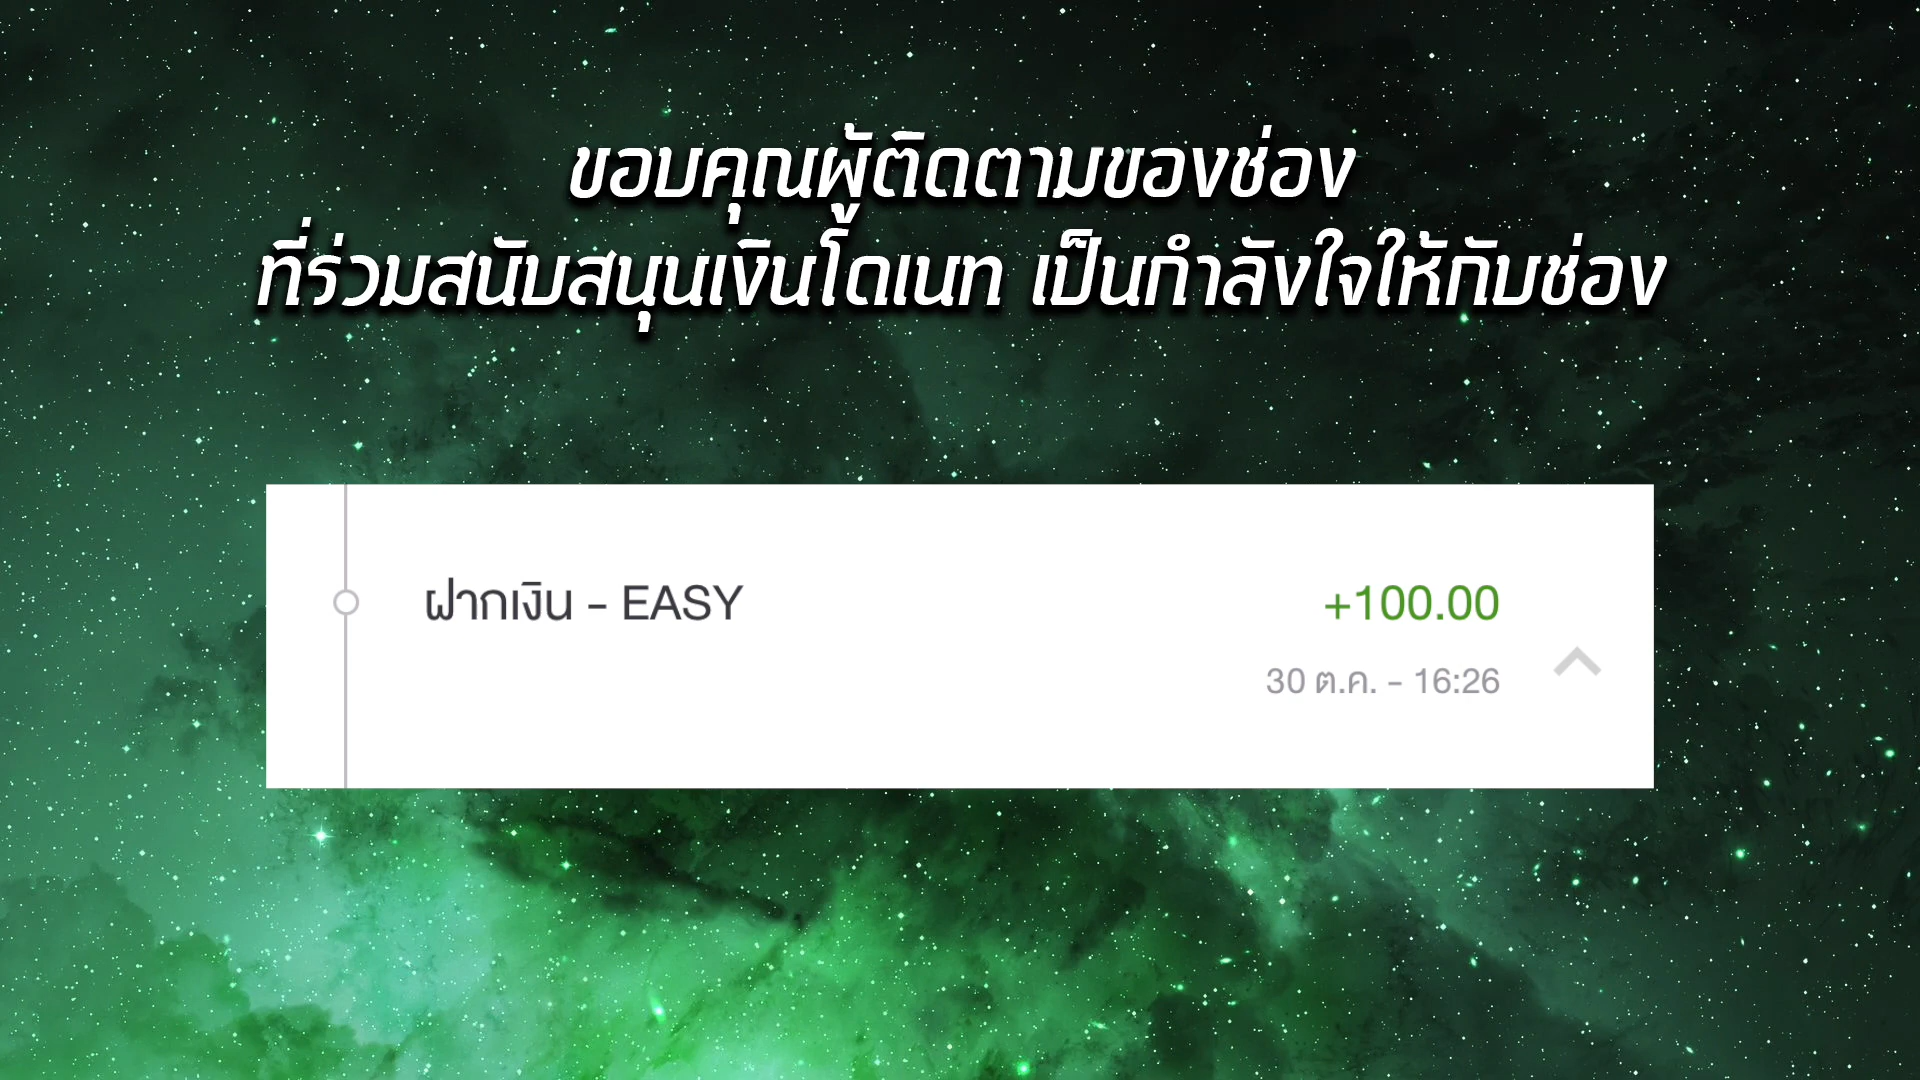 ขอบคุณผู้ติดตามของช่อง
ที่ร่วมสนับสนุนเงินโดเนท เป็นกำลังใจให้กับช่อง
ฝากเงิน - EASY
+100.00
30 ต.ค. - 16:26